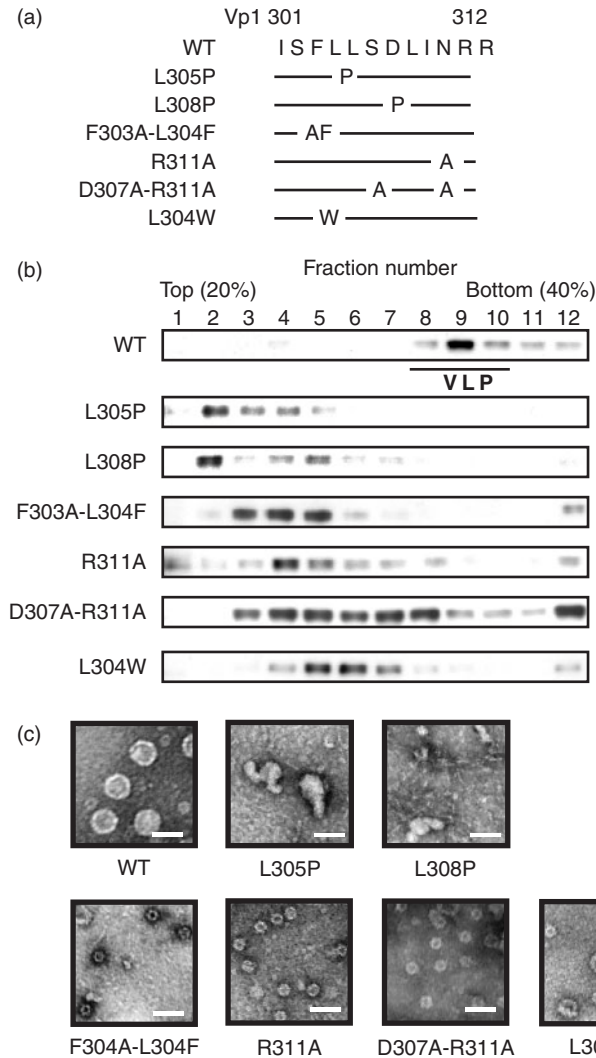 (a) Vp1 301 312
WT I S F L L S D L I N R R
L305P P
L308P P
F303A-L304F AF
R311A A
D307A-R311A A A
L304W W
(b) Fraction number
Top (20%) Bottom (40%)
1 2 3 4 5 6 7 8 9 10 11 12
WT
V L P
L305P
L308P
F303A-L304F
R311A
D307A-R311A
L304W
(c)
WT L305P L308P
F304A-L304F R311A D307A-R311A L30